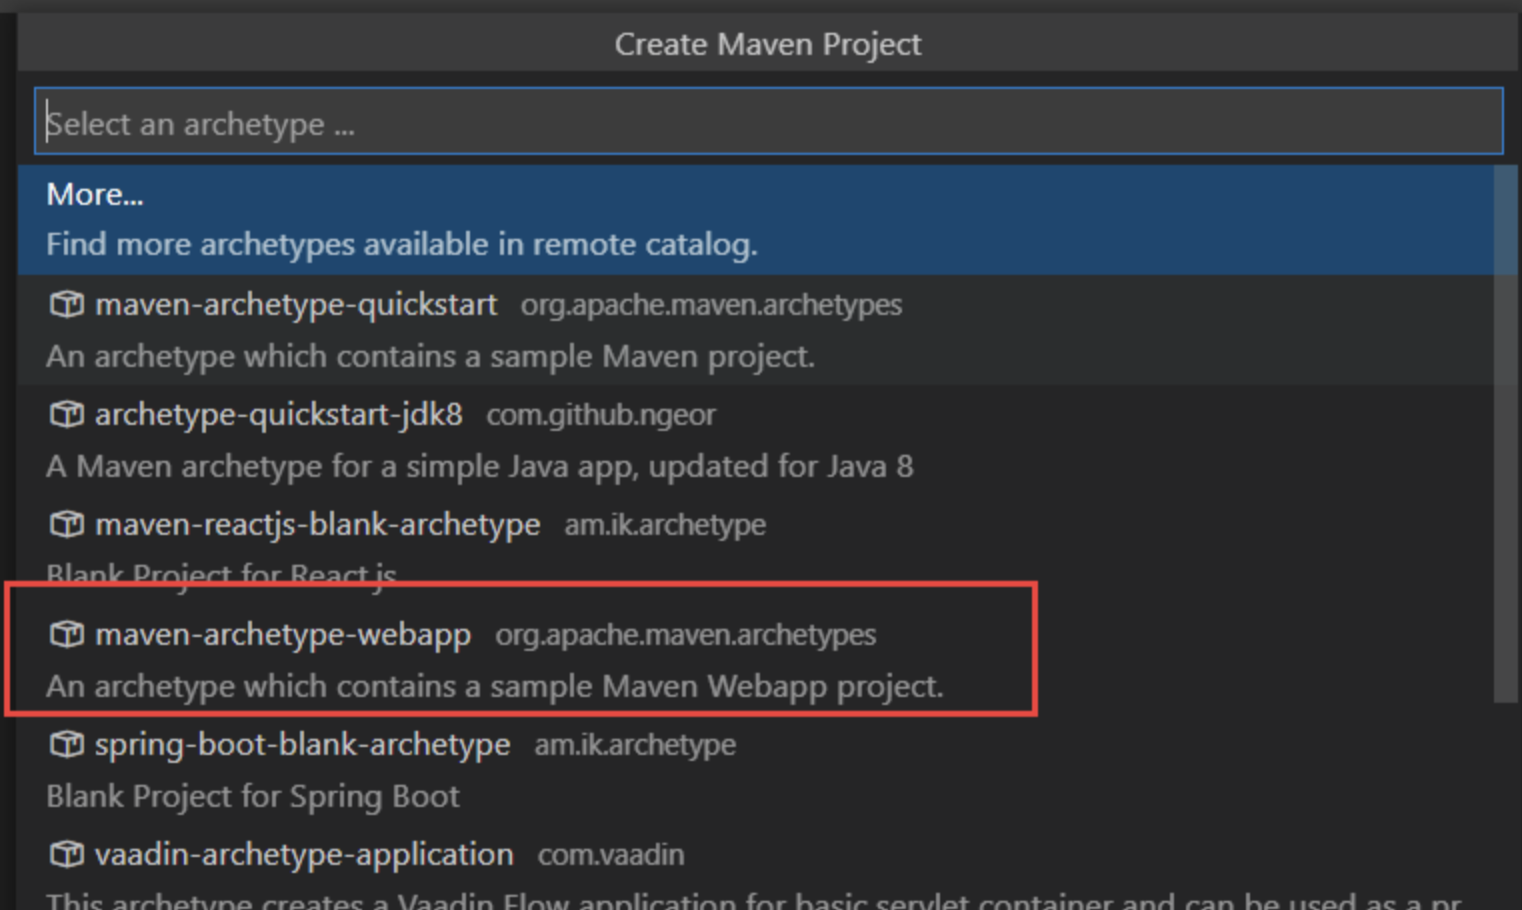 Create Maven Project
Select an archetype ...
More...
Find more archetypes available in remote catalog.
maven-archetype-quickstart org.apache.maven.archetypes
An archetype which contains a sample Maven project.
archetype-quickstart-jdk8 com.github.ngeor
A Maven archetype for a simple Java app, updated for Java 8
maven-reactjs-blank-archetype am.ik.archetype
Blank Project for React.js
maven-archetype-webapp org.apache.maven.archetypes
An archetype which contains a sample Maven Webapp project.
spring-boot-blank-archetype am.ik.archetype
Blank Project for Spring Boot
vaadin-archetype-application com.vaadin
This archetype creates a Vaadin Flow application for basic servlet container and can be used as a pr